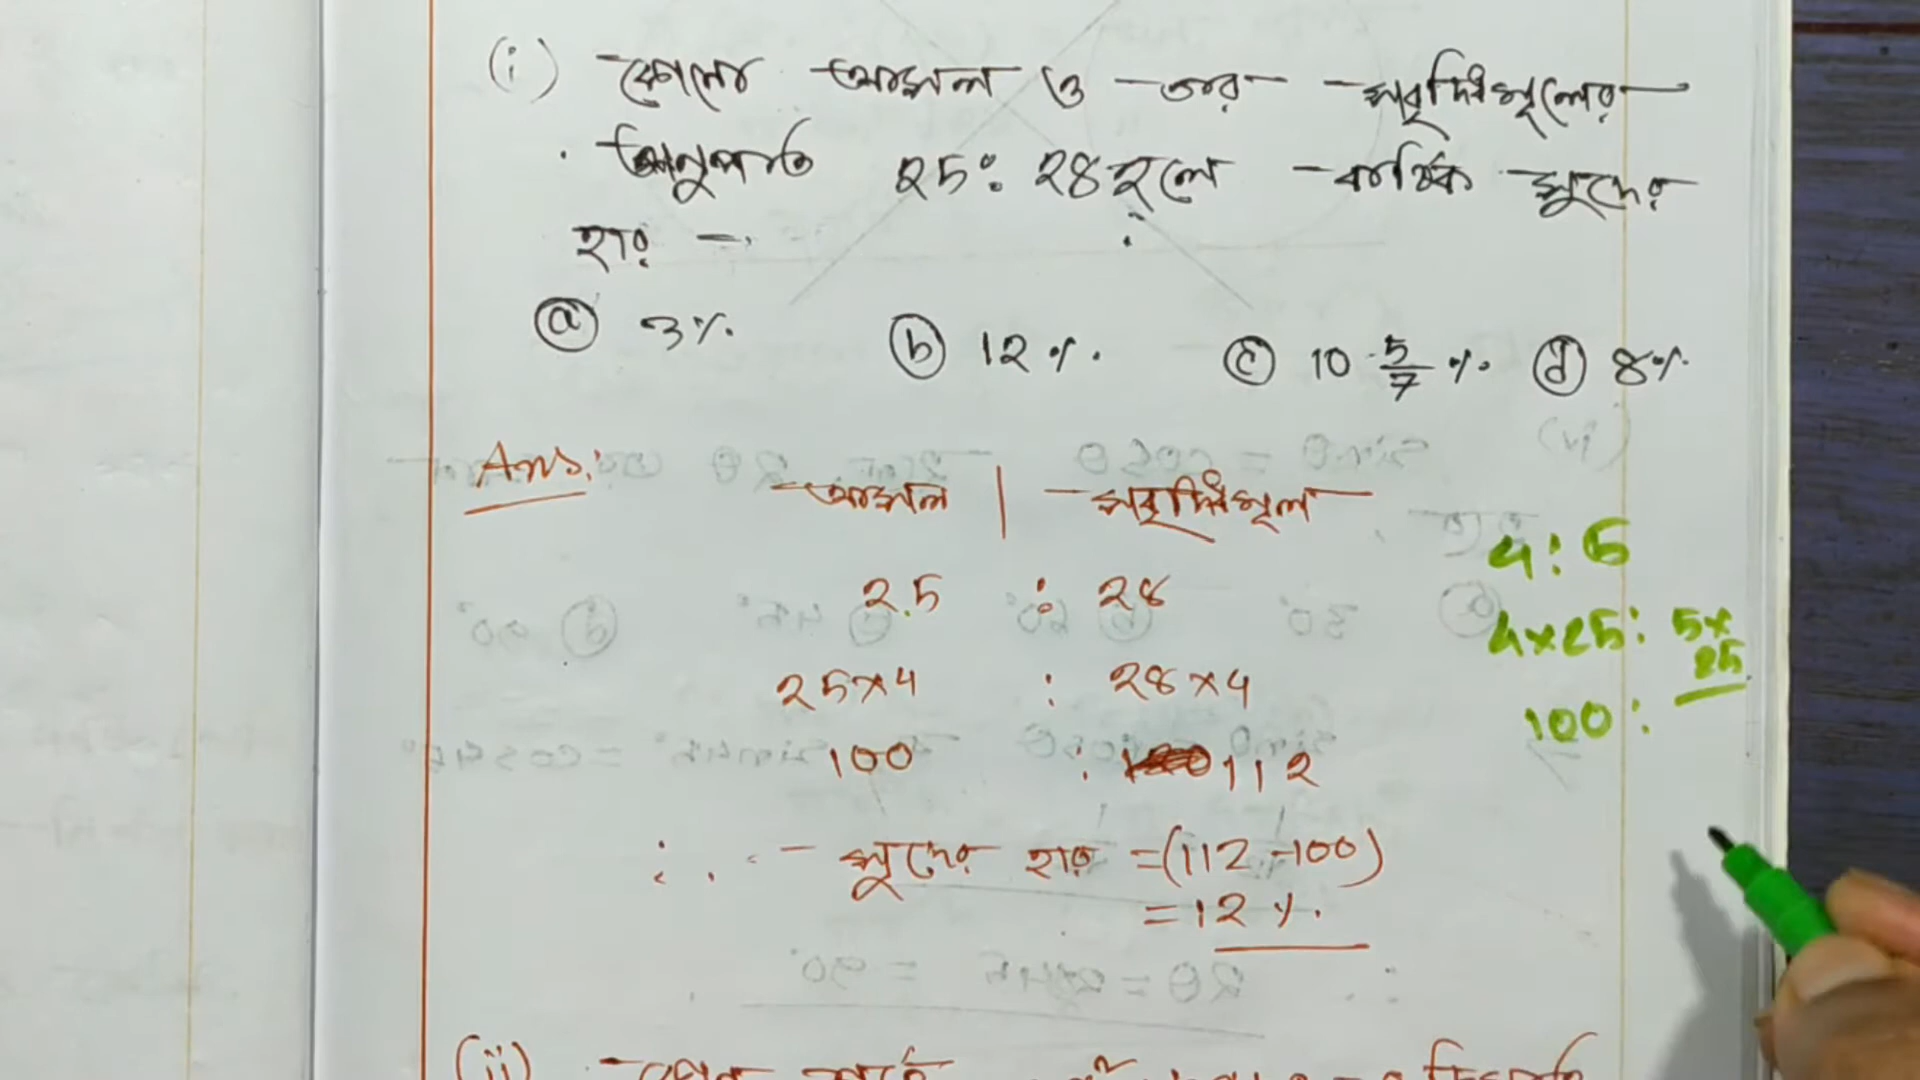 (i) কোনো আসল ও তার সবৃদ্ধিমূলের
অনুপাত 25:28 হলে বার্ষিক সুদের
হার —
ⓐ 3% ⓑ 12%. ⓒ 10 5/7 % ⓓ 8%
Ans:
আসল | সবৃদ্ধিমূল
25 : 28
25×4 : 28×4
100 : 112
∴ সুদের হার =(112-100)
=12%.
4:5
4×25: 5×
25
100:
(ii)